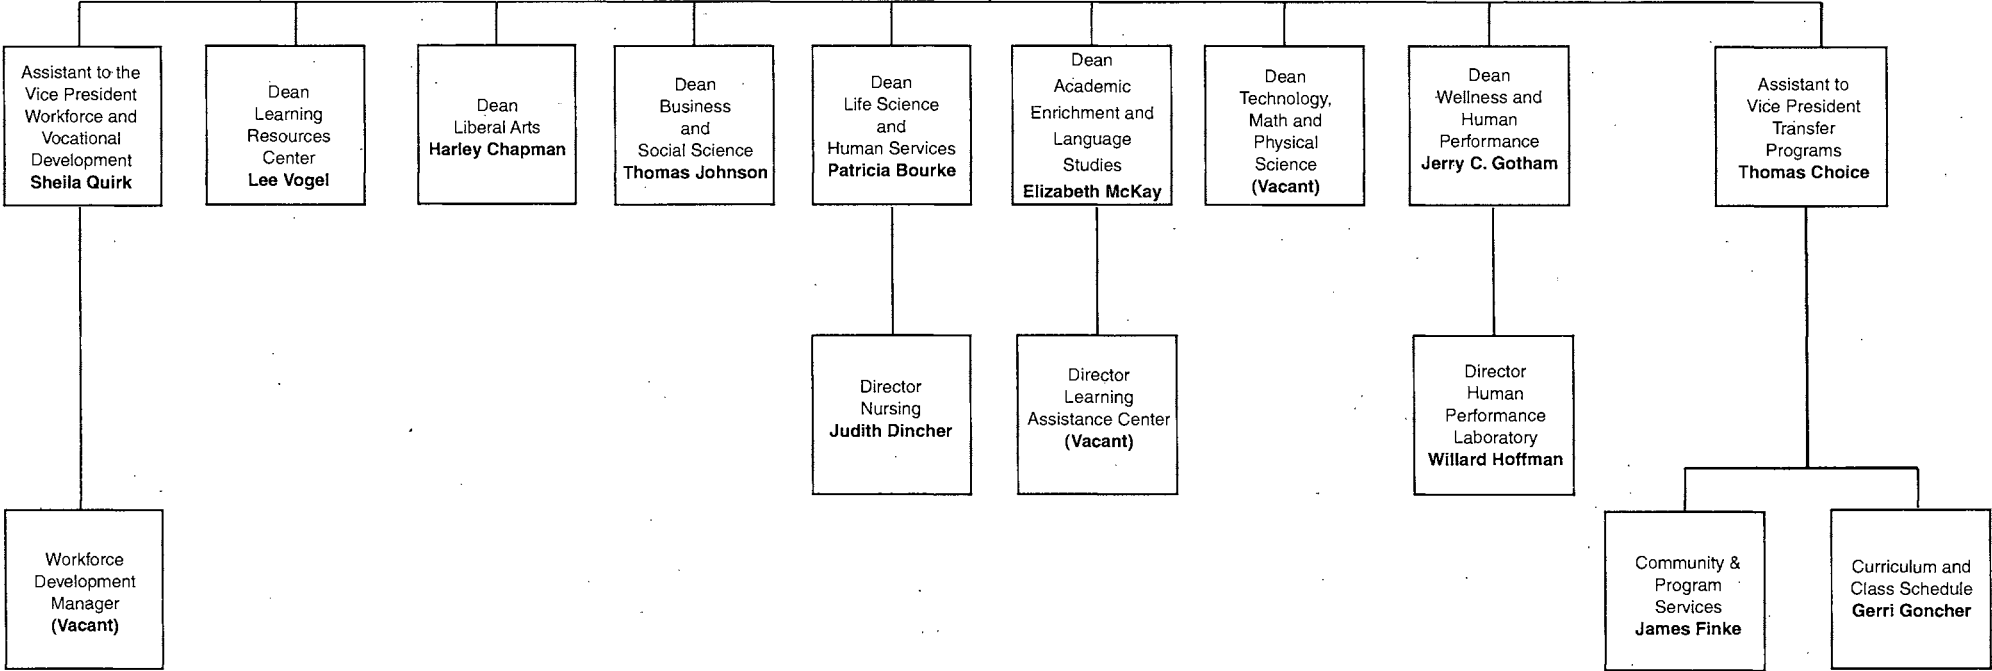 Assistant to the
Vice President
Workforce and
Vocational
Development
Sheila Quirk
Dean
Learning
Resources
Center
Lee Vogel
Dean
Liberal Arts
Harley Chapman
Dean
Business
and
Social Science
Thomas Johnson
Dean
Life Science
and
Human Services
Patricia Bourke
Dean
Academic
Enrichment and
Language
Studies
Elizabeth McKay
Dean
Technology,
Math and
Physical
Science
(Vacant)
Dean
Wellness and
Human
Performance
Jerry C. Gotham
Assistant to
Vice President
Transfer
Programs
Thomas Choice
Director
Nursing
Judith Dincher
Director
Learning
Assistance Center
(Vacant)
Director
Human
Performance
Laboratory
Willard Hoffman
Workforce
Development
Manager
(Vacant)
Community &
Program
Services
James Finke
Curriculum and
Class Schedule
Gerri Goncher